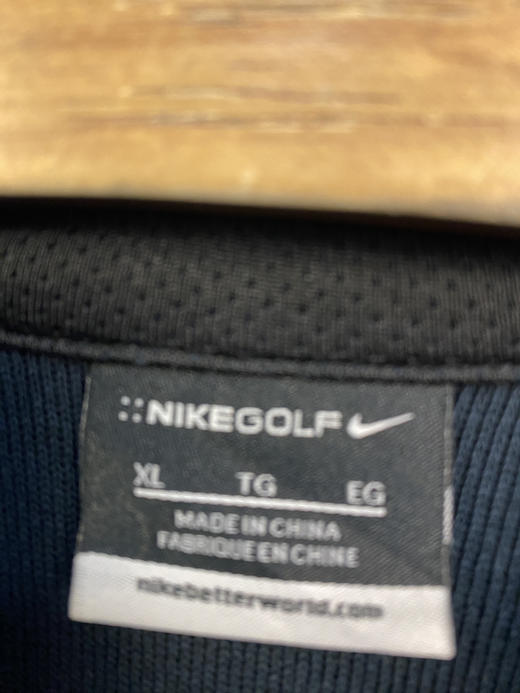 NIKEGOLF
XL TG EG
MADE IN CHINA
FABRIQUE EN CHINE
nikebetterworld.com